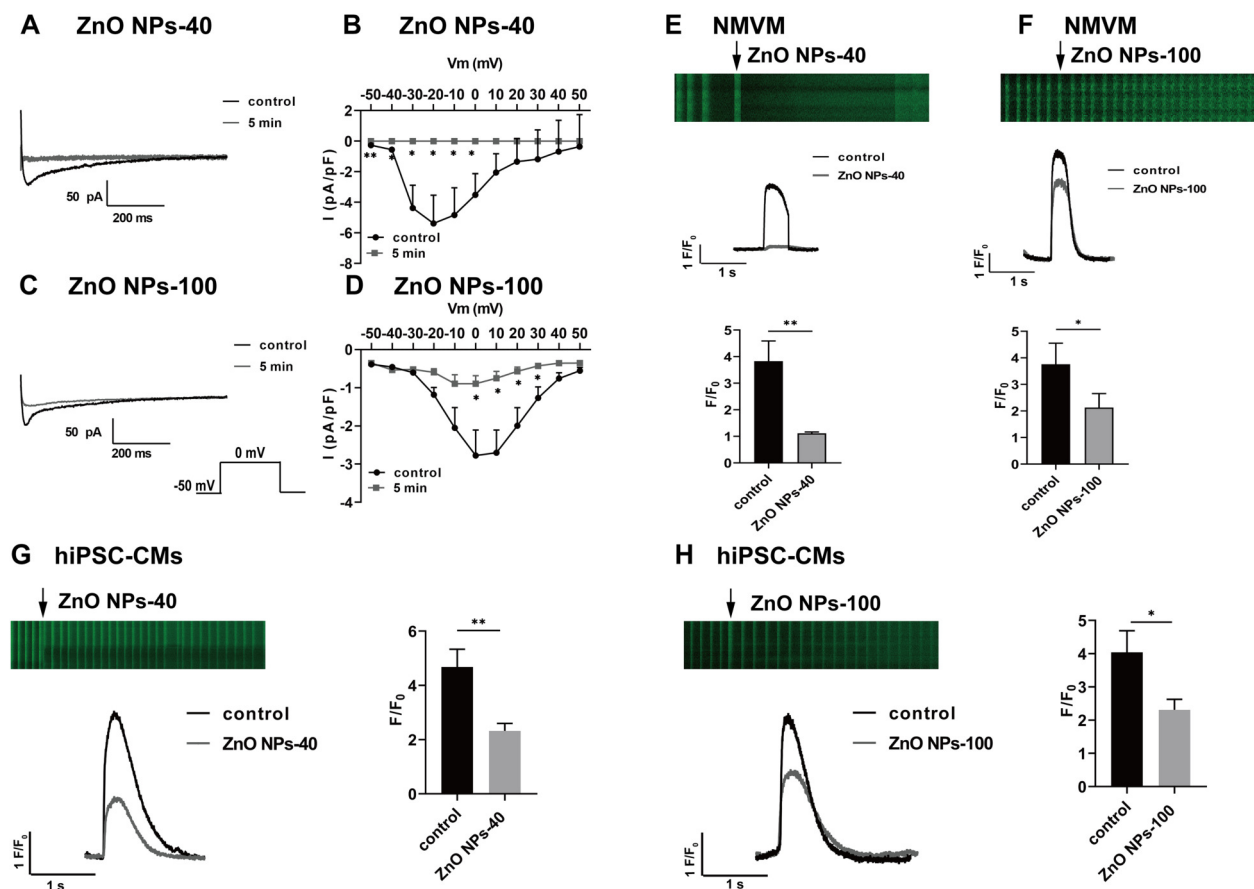 A ZnO NPs-40
control
5 min
50 pA
200 ms
B ZnO NPs-40
Vm (mV)
-50 -40 -30 -20 -10 0 10 20 30 40 50
2
0
-2
-4
-6
-8
I (pA/pF)
** * * * * *
control
5 min
C ZnO NPs-100
control
5 min
50 pA
200 ms
0 mV
-50 mV
D ZnO NPs-100
Vm (mV)
-50 -40 -30 -20 -10 0 10 20 30 40 50
0
-1
-2
-3
-4
I (pA/pF)
* * * *
control
5 min
E NMVM
ZnO NPs-40
control
ZnO NPs-40
1 F/F0
1 s
**
5
4
3
2
1
0
F/F0
control
ZnO NPs-40
F NMVM
ZnO NPs-100
control
ZnO NPs-100
1 F/F0
1 s
*
5
4
3
2
1
0
F/F0
control
ZnO NPs-100
G hiPSC-CMs
ZnO NPs-40
control
ZnO NPs-40
1 F/F0
1 s
**
6
4
2
0
F/F0
control
ZnO NPs-40
H hiPSC-CMs
ZnO NPs-100
control
ZnO NPs-100
1 F/F0
1 s
*
5
4
3
2
1
0
F/F0
control
ZnO NPs-100